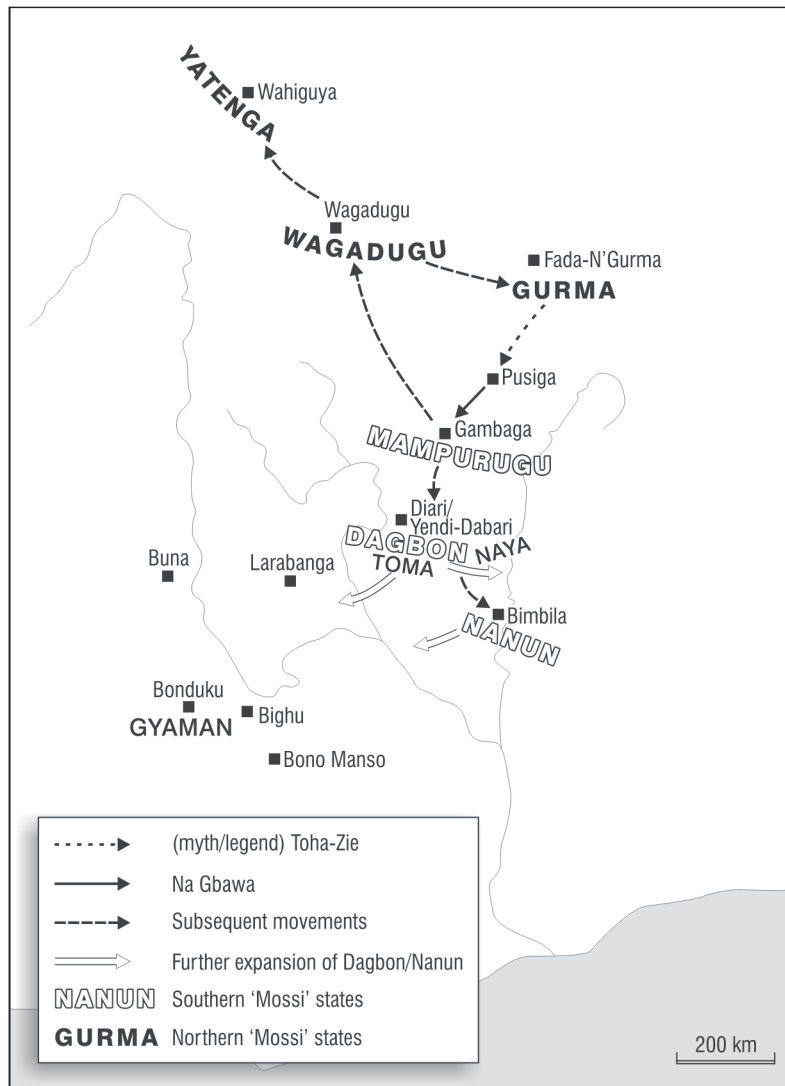 Wahiguya
YATENGA
Wagadugu
WAGADUGU
Fada-N'Gurma
GURMA
Pusiga
Gambaga
MAMPURUGU
Diari/
Yendi-Dabari
DAGBON
NAYA
TOMA
Buna
Larabanga
Bimbila
NANUN
Bonduku
GYAMAN
Bighu
Bono Manso
(myth/legend) Toha-Zie
Na Gbawa
Subsequent movements
Further expansion of Dagbon/Nanun
NANUN Southern ‘Mossi’ states
GURMA Northern ‘Mossi’ states
200 km